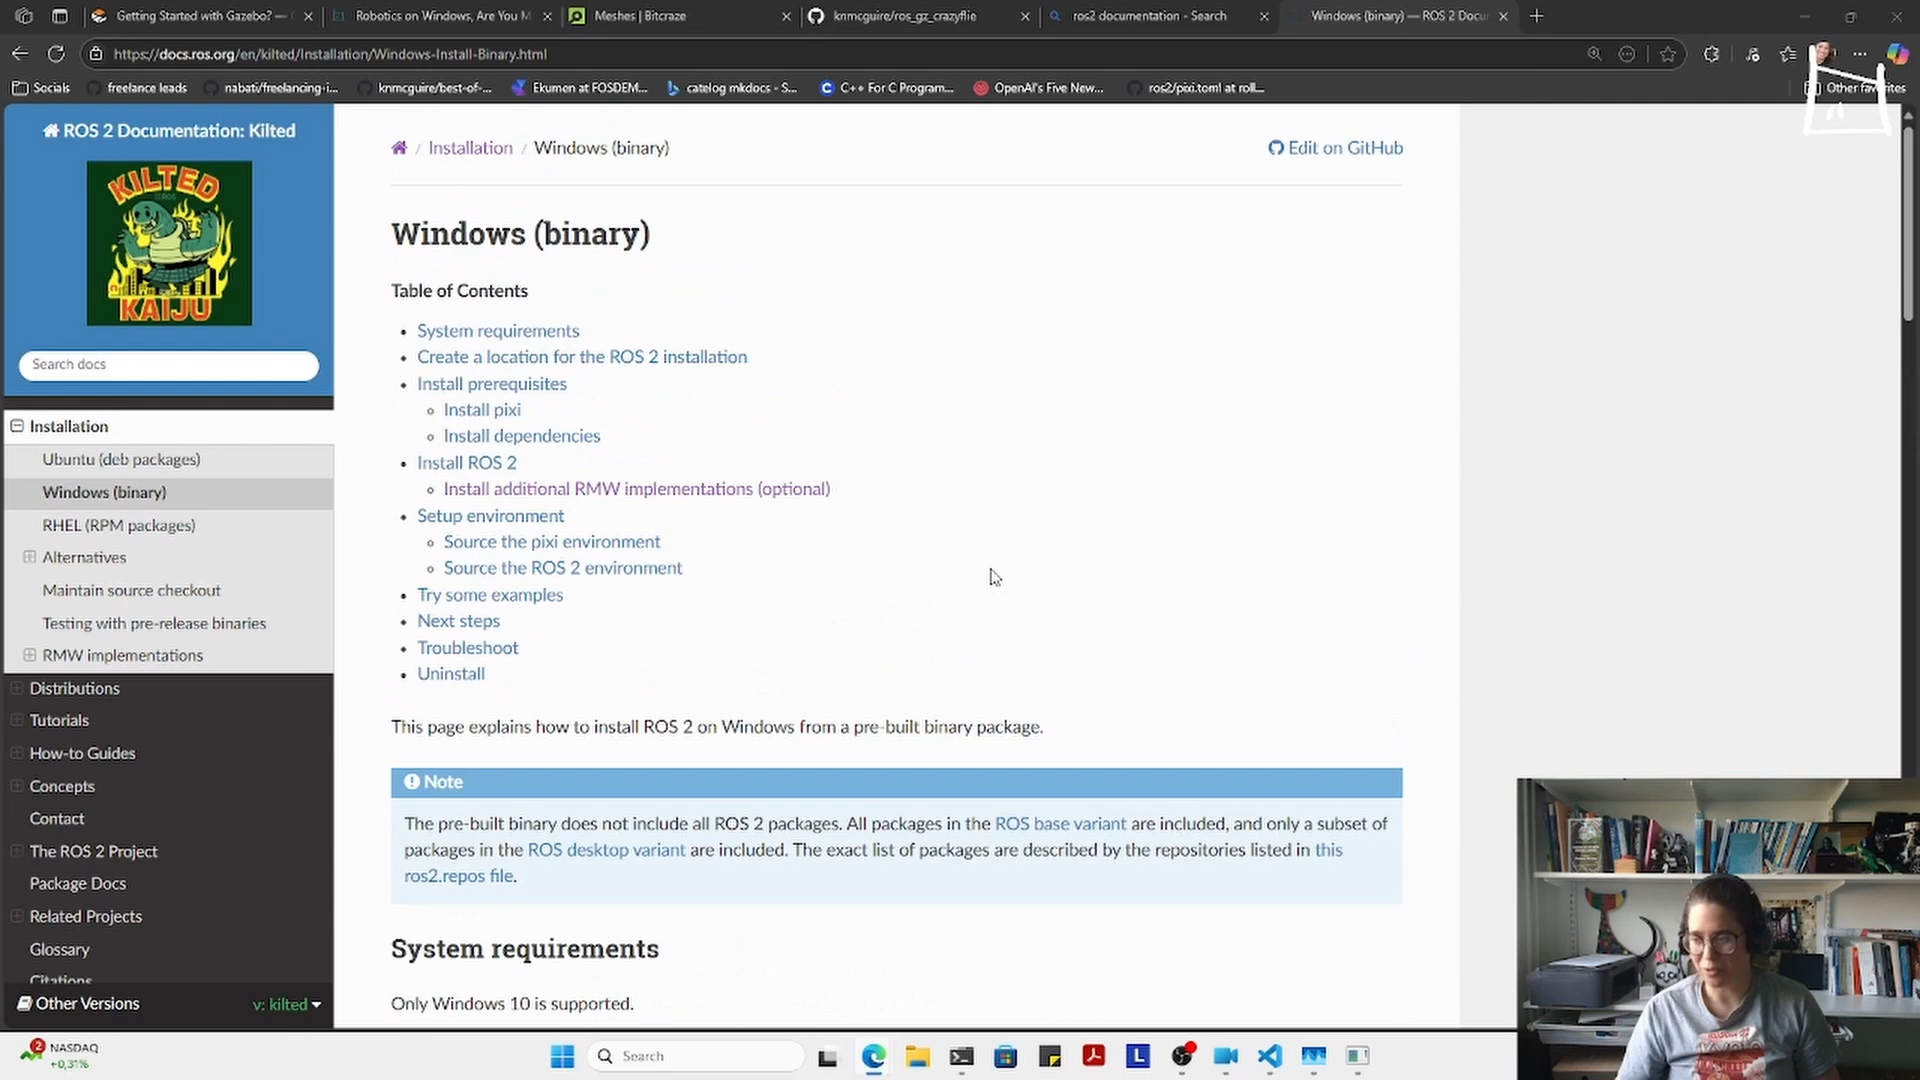 Getting Started with Gazebo? —
Robotics on Windows, Are You M
Meshes | Bitcraze
knmcguire/ros_gz_crazyflie
ros2 documentation - Search
Windows (binary) — ROS 2 Docu
https://docs.ros.org/en/kilted/Installation/Windows-Install-Binary.html
Socials
freelance leads
nabati/freelancing-i...
knmcguire/best-of-...
Ekumen at FOSDEM...
catelog mkdocs - S...
C++ For C Program...
OpenAI's Five New...
ros2/pixi.toml at roll...
Other favorites
ROS 2 Documentation: Kilted
KILTED
KAIJU
Search docs
Installation
Ubuntu (deb packages)
Windows (binary)
RHEL (RPM packages)
Alternatives
Maintain source checkout
Testing with pre-release binaries
RMW implementations
Distributions
Tutorials
How-to Guides
Concepts
Contact
The ROS 2 Project
Package Docs
Related Projects
Glossary
Citations
Other Versions
v: kilted
/ Installation / Windows (binary)
Edit on GitHub
Windows (binary)
Table of Contents
System requirements
Create a location for the ROS 2 installation
Install prerequisites
Install pixi
Install dependencies
Install ROS 2
Install additional RMW implementations (optional)
Setup environment
Source the pixi environment
Source the ROS 2 environment
Try some examples
Next steps
Troubleshoot
Uninstall
This page explains how to install ROS 2 on Windows from a pre-built binary package.
Note
The pre-built binary does not include all ROS 2 packages. All packages in the ROS base variant are included, and only a subset of
packages in the ROS desktop variant are included. The exact list of packages are described by the repositories listed in this
ros2.repos file.
System requirements
Only Windows 10 is supported.
2
NASDAQ
+0,31%
Search